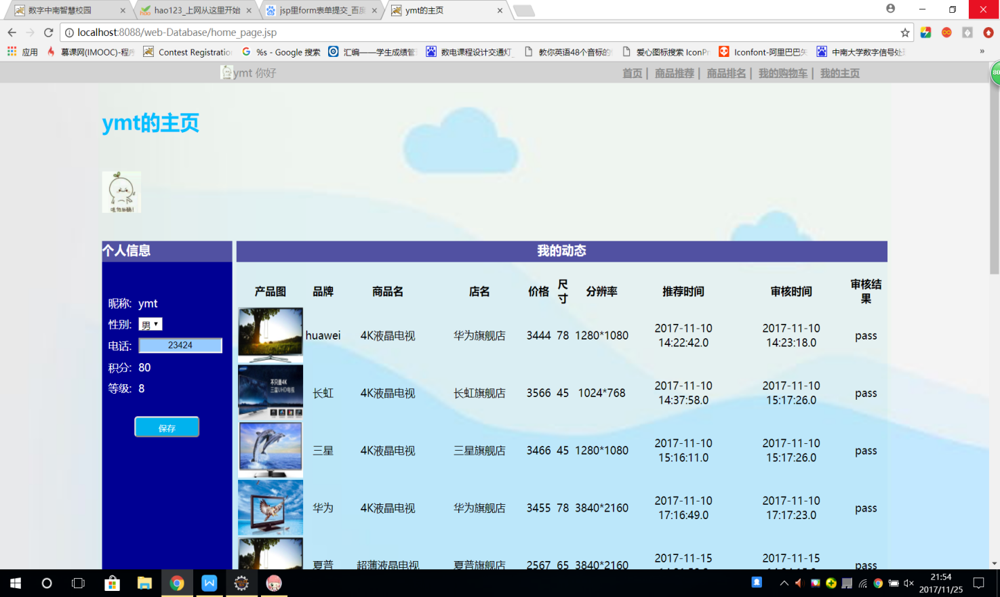 数字中南智慧校园
hao123_上网从这里开始
jsp里form表单提交_百度
ymt的主页
localhost:8088/web-Database/home_page.jsp
应用
慕课网(IMOOC)-程序
Contest Registration
%s - Google 搜索
汇编——学生成绩管
数电课程设计交通灯_
教你英语48个音标的
爱心图标搜索 IconPn
Iconfont-阿里巴巴矢
中南大学数字信号处理
»
ymt 你好
首页 | 商品推荐 | 商品排名 | 我的购物车 | 我的主页
80
ymt的主页
个人信息
昵称: ymt
性别: 男
电话: 23424
积分: 80
等级: 8
保存
我的动态
产品图 品牌 商品名 店名 价格 尺寸 分辨率 推荐时间 审核时间 审核结果
huawei 4K液晶电视 华为旗舰店 3444 78 1280*1080 2017-11-10 14:22:42.0 2017-11-10 14:23:18.0 pass
不只是4K
三星UHD电视
长虹 4K液晶电视 长虹旗舰店 3566 45 1024*768 2017-11-10 14:37:58.0 2017-11-10 15:17:26.0 pass
三星 4K液晶电视 三星旗舰店 3466 45 1280*1080 2017-11-10 15:16:11.0 2017-11-10 15:17:26.0 pass
华为 4K液晶电视 华为旗舰店 3455 78 3840*2160 2017-11-10 17:16:49.0 2017-11-10 17:17:23.0 pass
夏普 超薄液晶电视 夏普旗舰店 2567 65 3840*2160 2017-11-15 2017-11-15 pass
21:54
2017/11/25